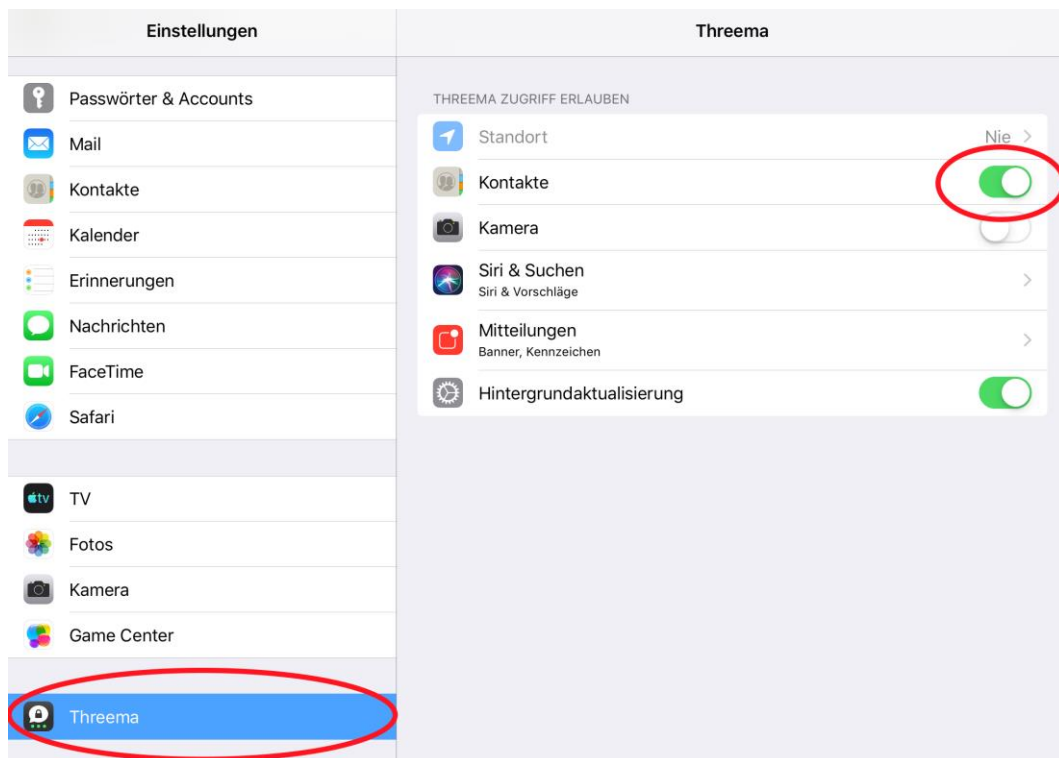 Einstellungen
Passwörter & Accounts
Mail
Kontakte
Kalender
Erinnerungen
Nachrichten
FaceTime
Safari
tv
TV
Fotos
Kamera
Game Center
Threema
Threema
THREEMA ZUGRIFF ERLAUBEN
Standort Nie
Kontakte
Kamera
Siri & Suchen
Siri & Vorschläge
Mitteilungen
Banner, Kennzeichen
Hintergrundaktualisierung